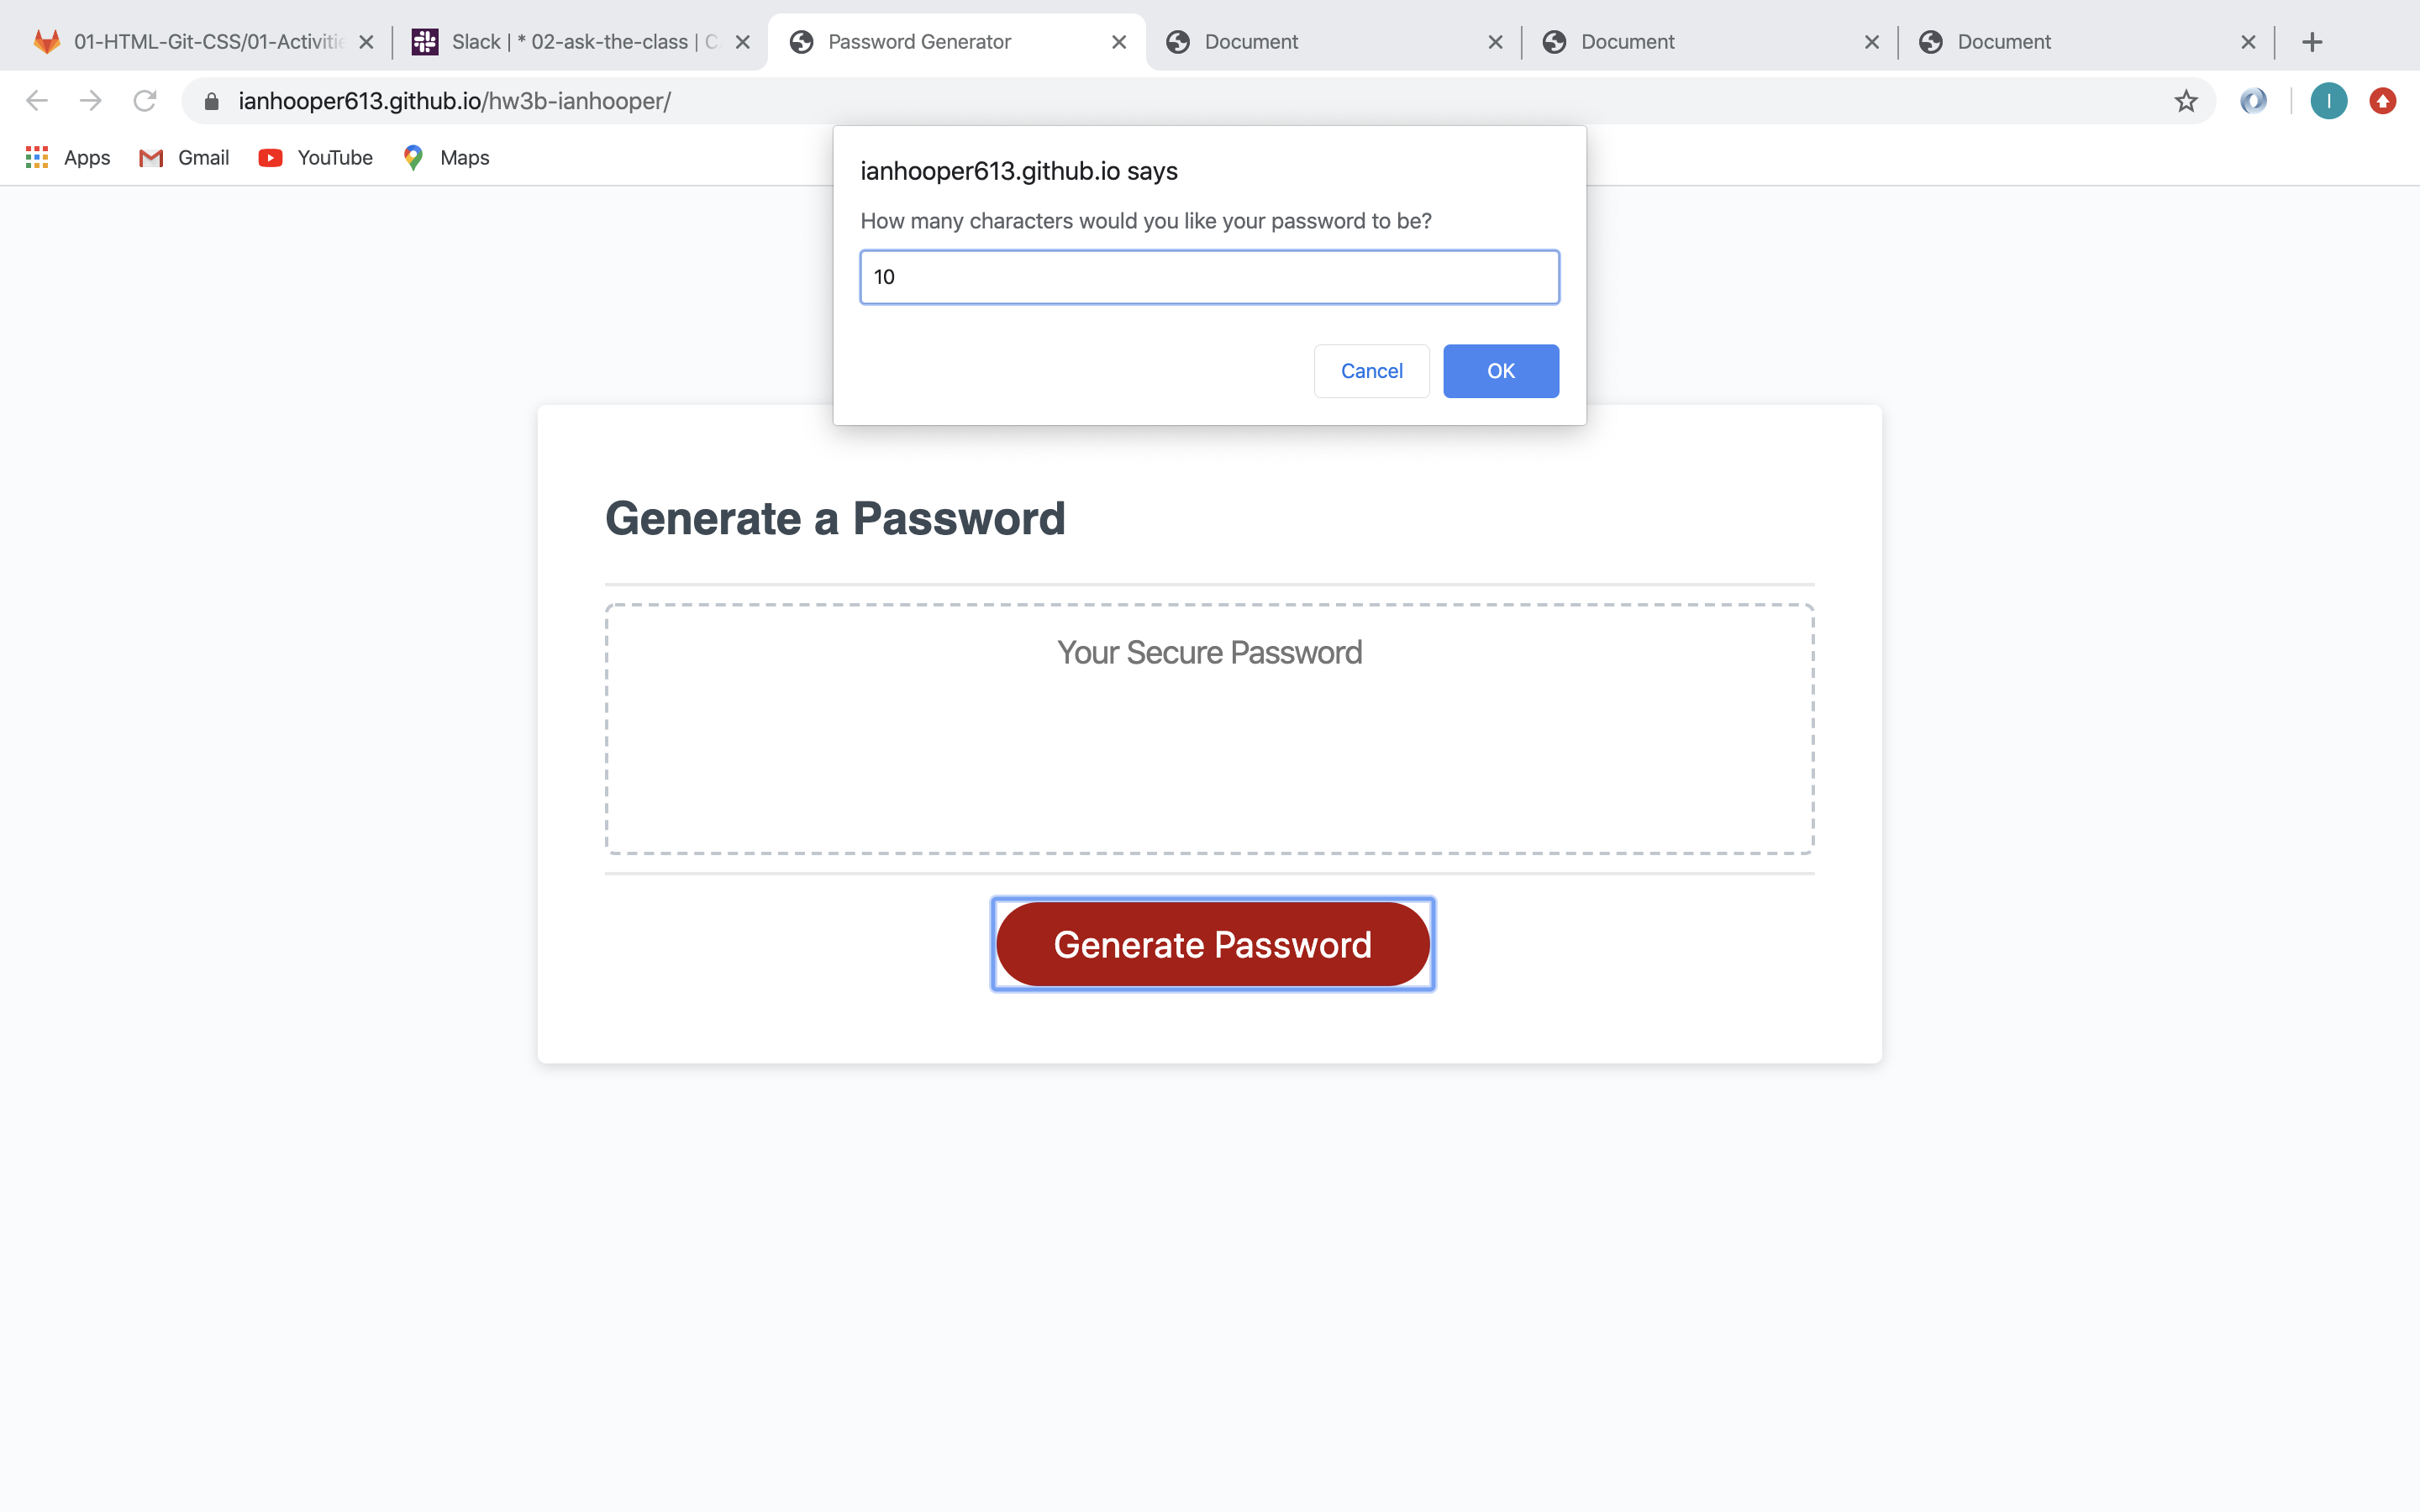 01-HTML-Git-CSS/01-Activitie
Slack | * 02-ask-the-class | C
Password Generator
Document
Document
Document
ianhooper613.github.io/hw3b-ianhooper/
I
Apps
Gmail
YouTube
Maps
ianhooper613.github.io says
How many characters would you like your password to be?
10
Cancel
OK
Generate a Password
Your Secure Password
Generate Password